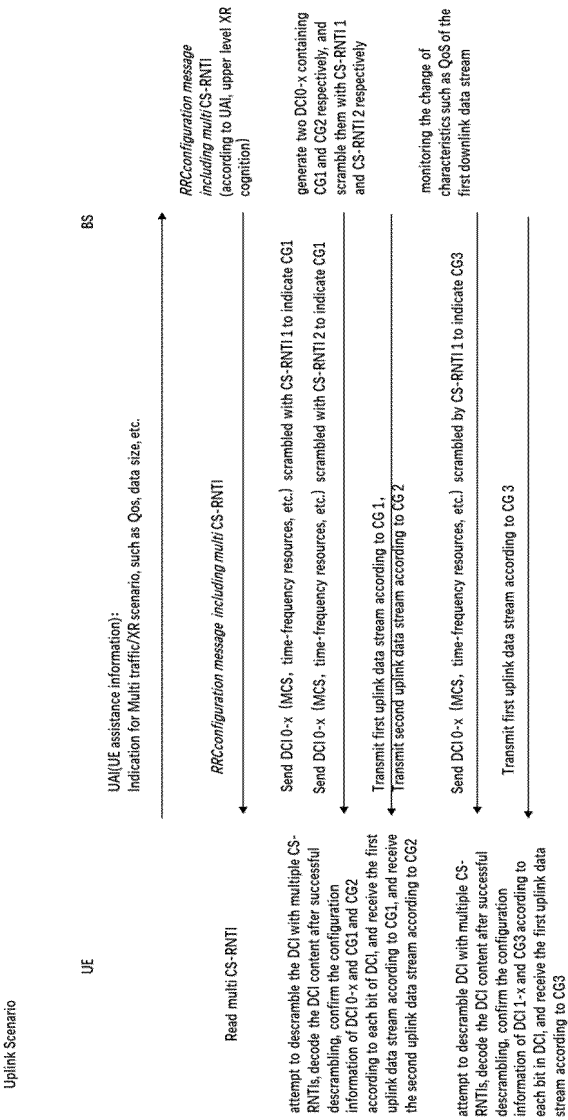 Uplink Scenario
UE
BS
UAI(UE assistance information):
Indication for Multi traffic/XR scenario, such as Qos, data size, etc.
RRCconfiguration message
including multi CS-RNTI
(according to UAI, upper level XR
cognition)
RRCconfiguration message including multi CS-RNTI
Read multi CS-RNTI
generate two DCI0-x containing
CG1 and CG2 respectively, and
scramble them with CS-RNTI 1
and CS-RNTI 2 respectively
Send DCI 0-x (MCS, time-frequency resources, etc.) scrambled with CS-RNTI 1 to indicate CG1
Send DCI 0-x (MCS, time-frequency resources, etc.) scrambled with CS-RNTI 2 to indicate CG1
attempt to descramble the DCI with multiple CS-
RNTIs, decode the DCI content after successful
descrambling, confirm the configuration
information of DCI 0-x and CG1 and CG2
according to each bit of DCI, and receive the first
uplink data stream according to CG1, and receive
the second uplink data stream according to CG2
Transmit first uplink data stream according to CG 1,
Transmit second uplink data stream according to CG 2
monitoring the change of
characteristics such as QoS of the
first downlink data stream
Send DCI 0-x (MCS, time-frequency resources, etc.) scrambled by CS-RNTI 1 to indicate CG3
attempt to descramble DCI with multiple CS-
RNTIs, decode the DCI content after successful
descrambling, confirm the configuration
information of DCI 1-x and CG3 according to
each bit in DCI, and receive the first uplink data
stream according to CG3
Transmit first uplink data stream according to CG 3